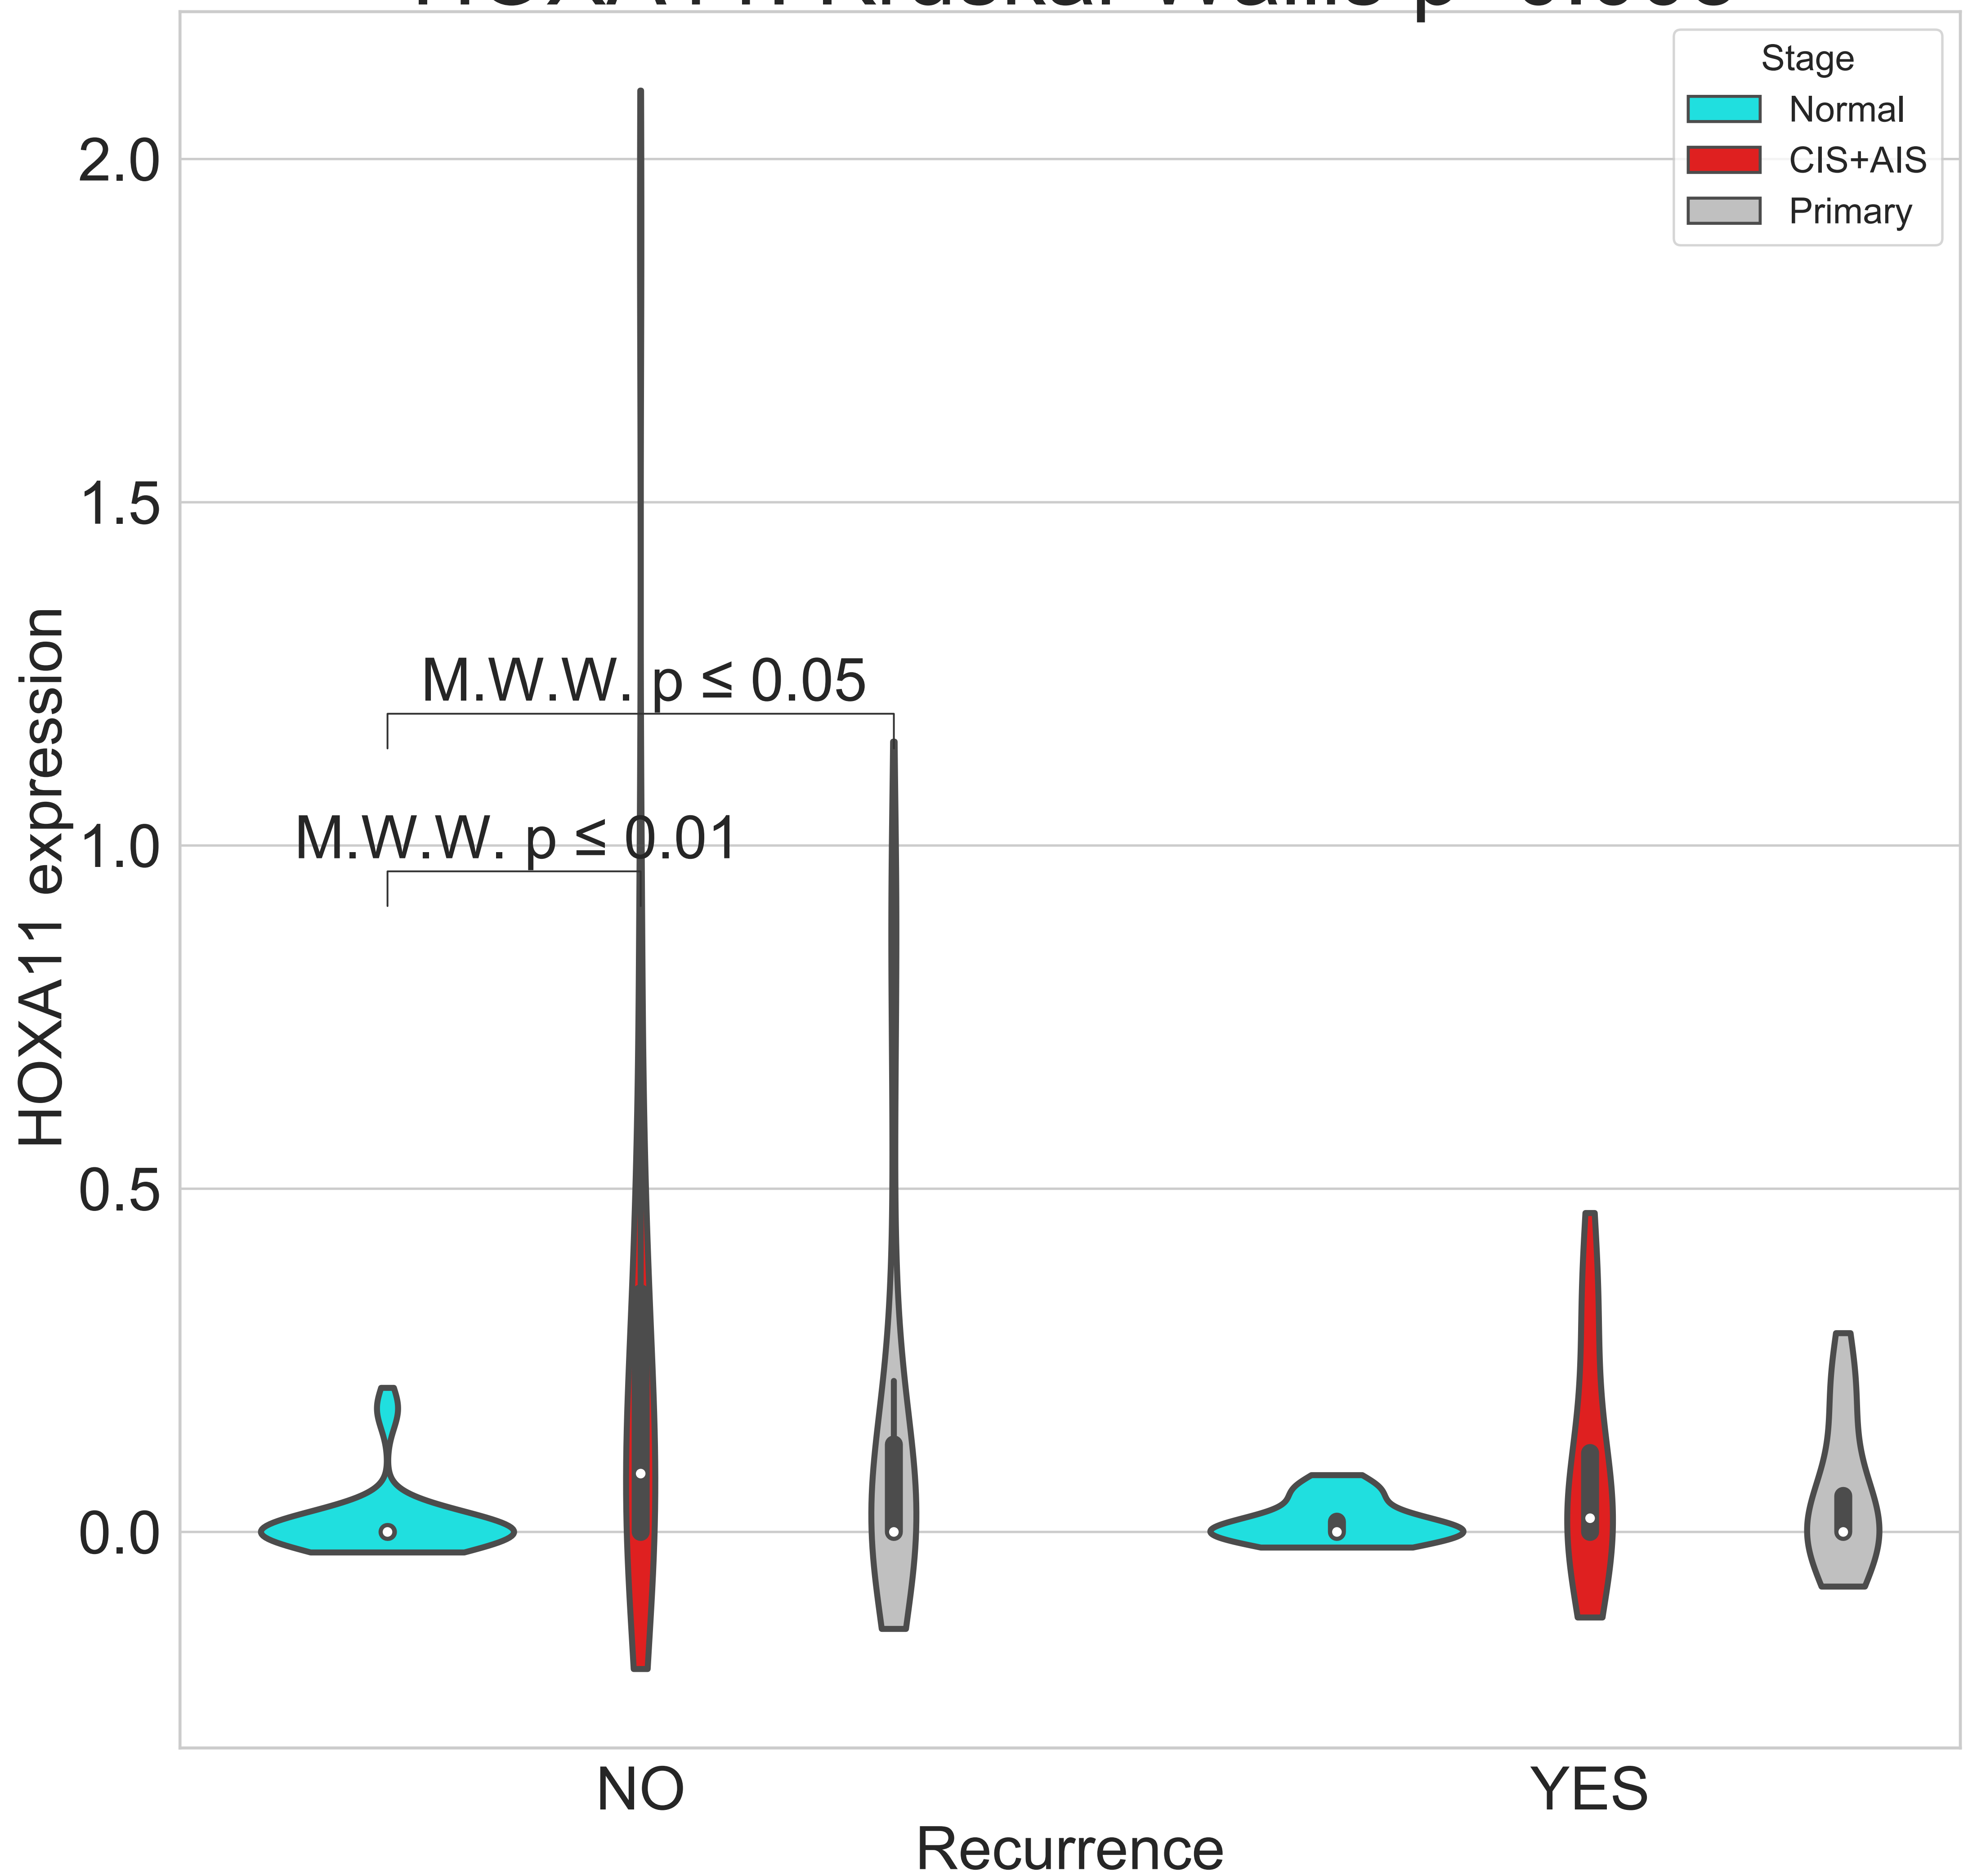 Stage
Normal
CIS+AIS
Primary
2.0
1.5
1.0
0.5
0.0
HOXA11 expression
M.W.W. p ≤ 0.05
M.W.W. p ≤ 0.01
NO
YES
Recurrence